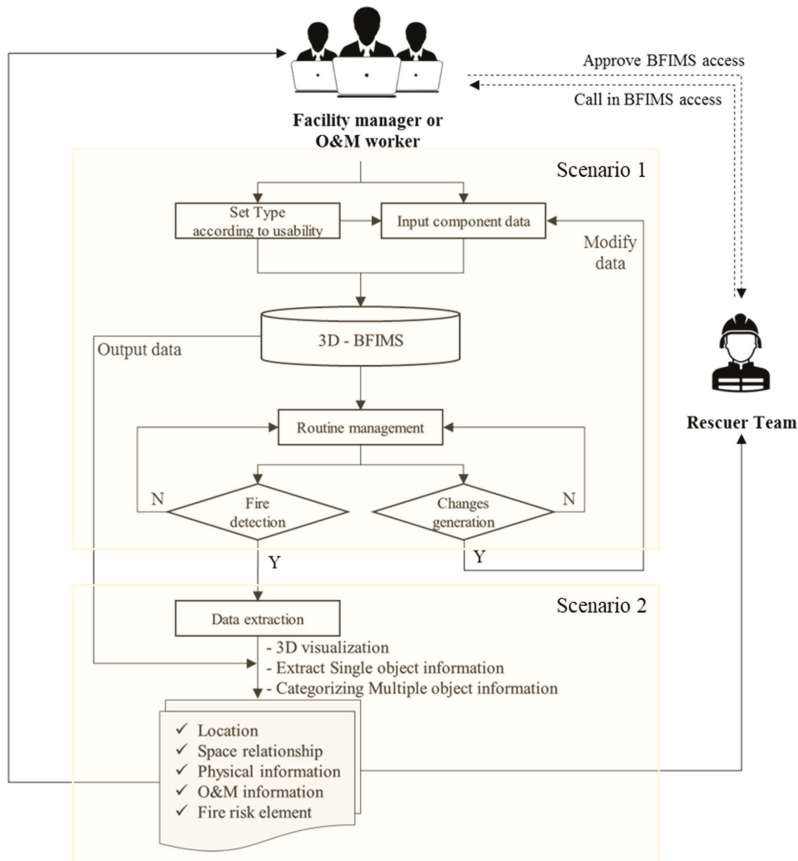 Approve BFIMS access
Call in BFIMS access
Facility manager or
O&M worker
Scenario 1
Set Type
according to usability
Input component data
Modify
data
3D - BFIMS
Output data
Rescuer Team
Routine management
N
Fire
detection
Changes
generation
N
Y
Y
Scenario 2
Data extraction
- 3D visualization
- Extract Single object information
- Categorizing Multiple object information
✓ Location
✓ Space relationship
✓ Physical information
✓ O&M information
✓ Fire risk element